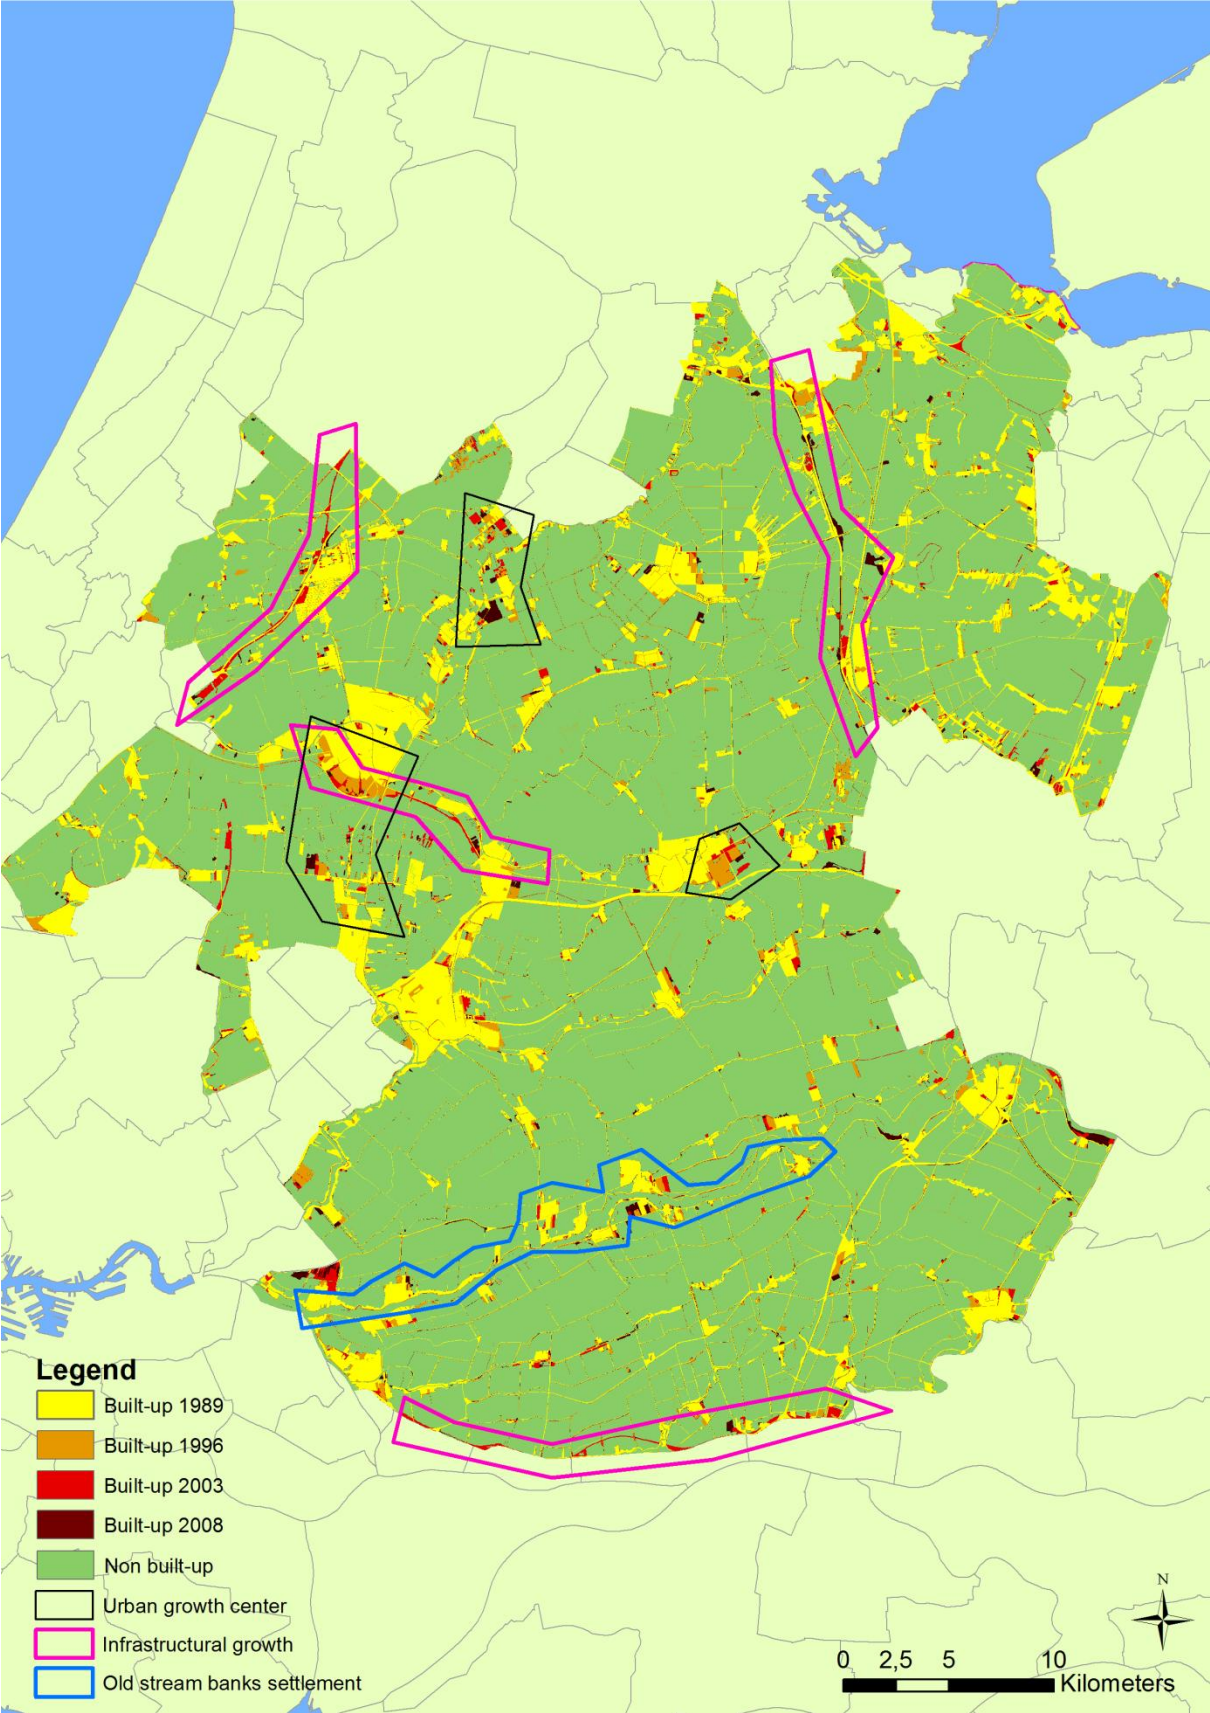 Legend
Built-up 1989
Built-up 1996
Built-up 2003
Built-up 2008
Non built-up
Urban growth center
Infrastructural growth
Old stream banks settlement
N
0 2,5 5 10
Kilometers